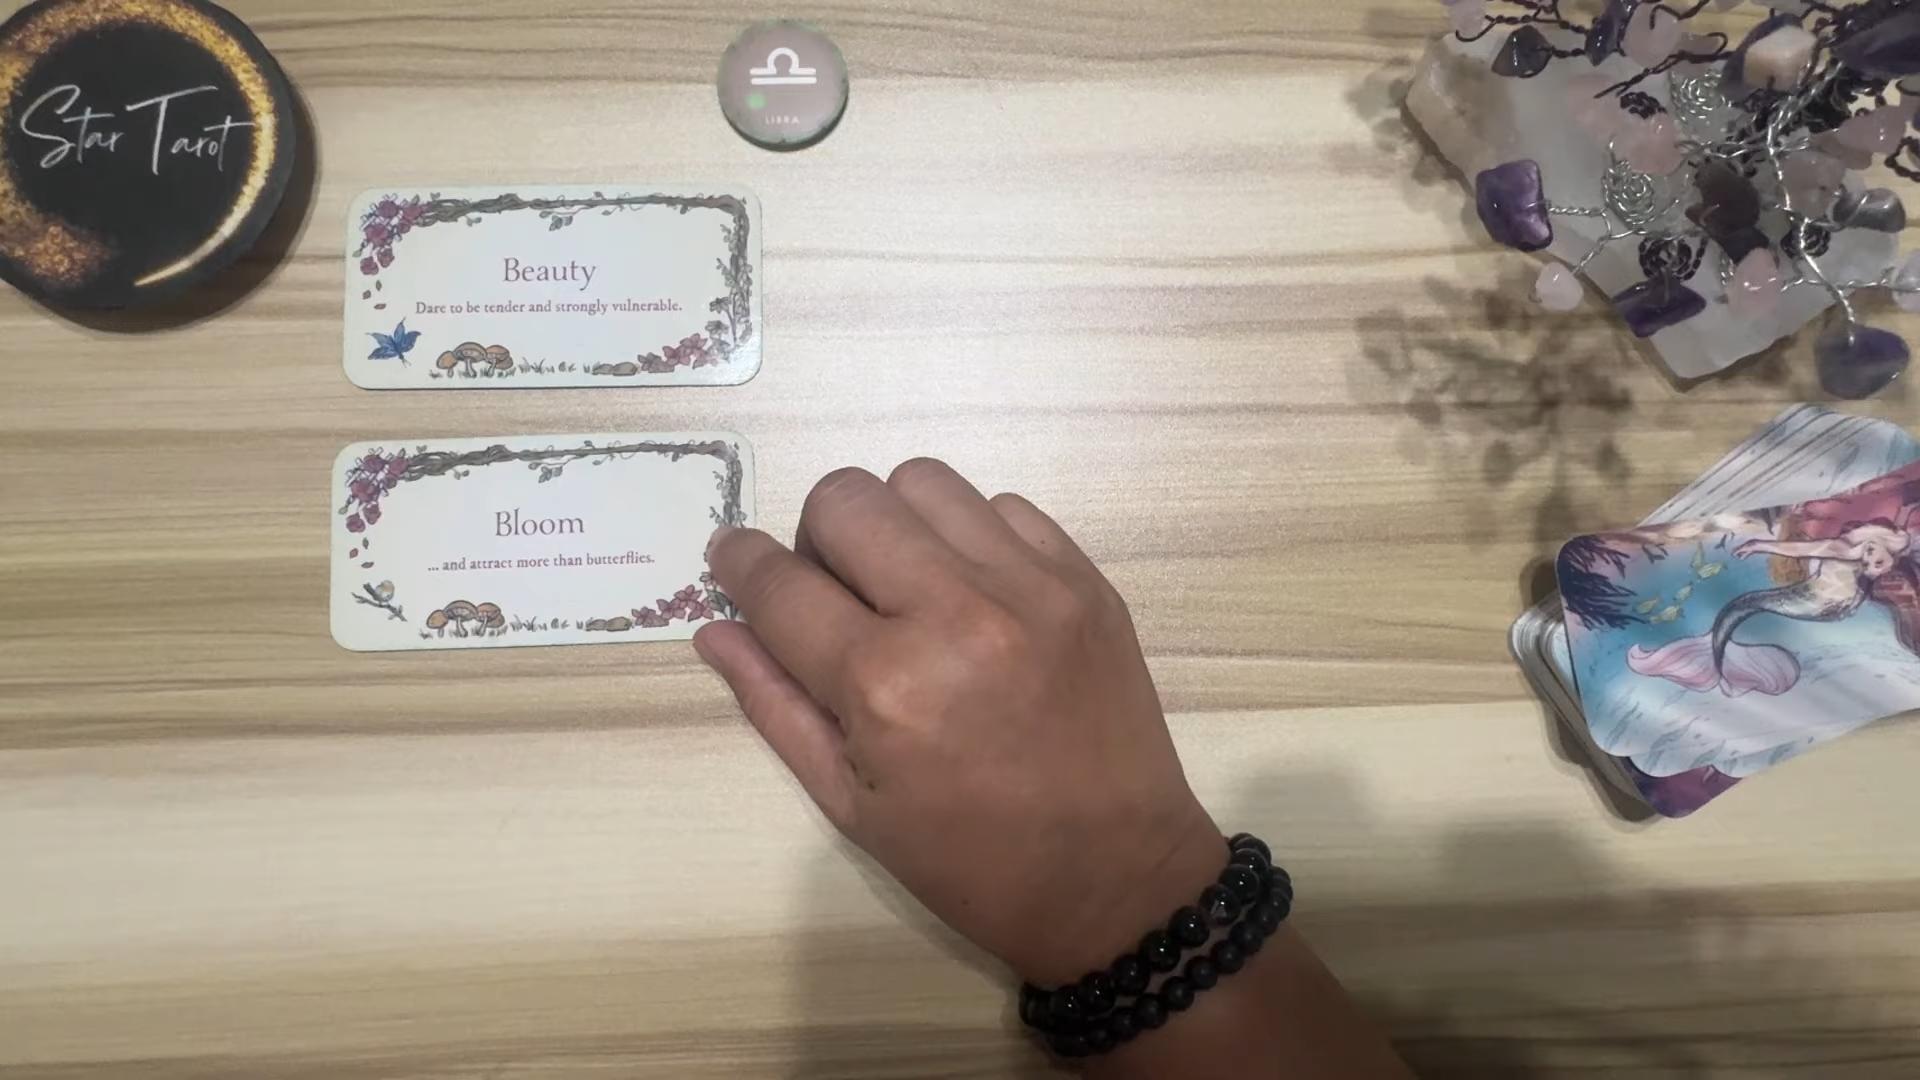 Star Tarot
LIBRA
Beauty
Dare to be tender and strongly vulnerable.
Bloom
... and attract more than butterflies.